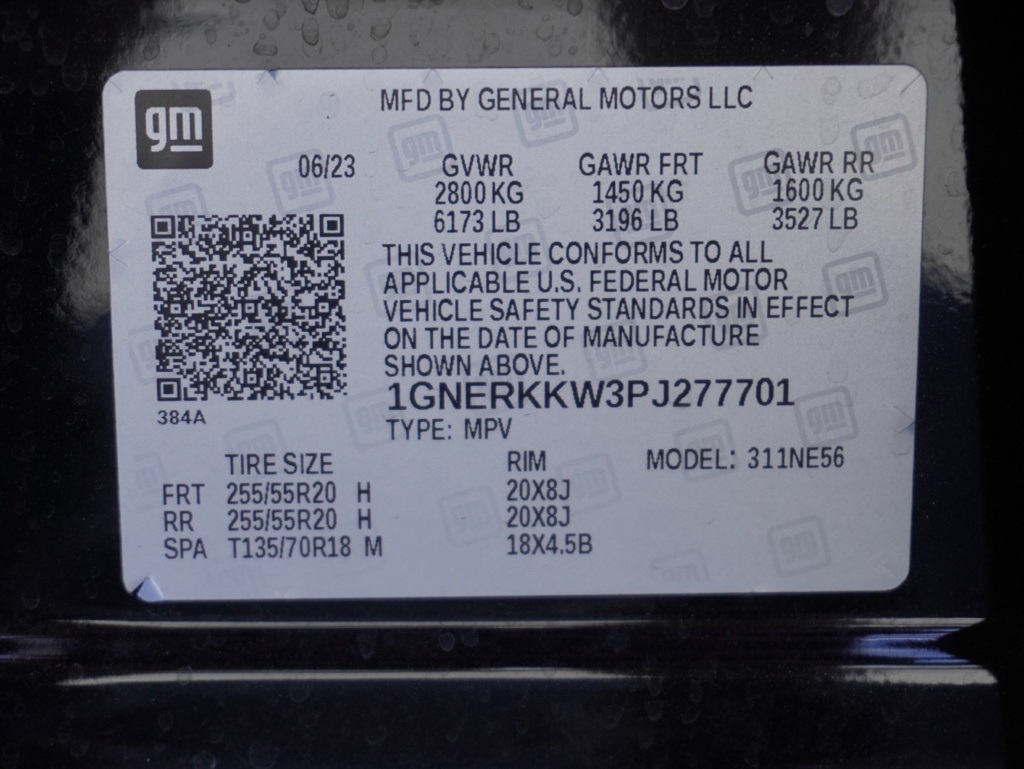 gm
MFD BY GENERAL MOTORS LLC
06/23 GVWR GAWR FRT GAWR RR
2800 KG 1450 KG 1600 KG
6173 LB 3196 LB 3527 LB
THIS VEHICLE CONFORMS TO ALL
APPLICABLE U.S. FEDERAL MOTOR
VEHICLE SAFETY STANDARDS IN EFFECT
ON THE DATE OF MANUFACTURE
SHOWN ABOVE.
1GNERKKW3PJ277701
384A
TYPE: MPV
TIRE SIZE RIM MODEL: 311NE56
FRT 255/55R20 H 20X8J
RR 255/55R20 H 20X8J
SPA T135/70R18 M 18X4.5B